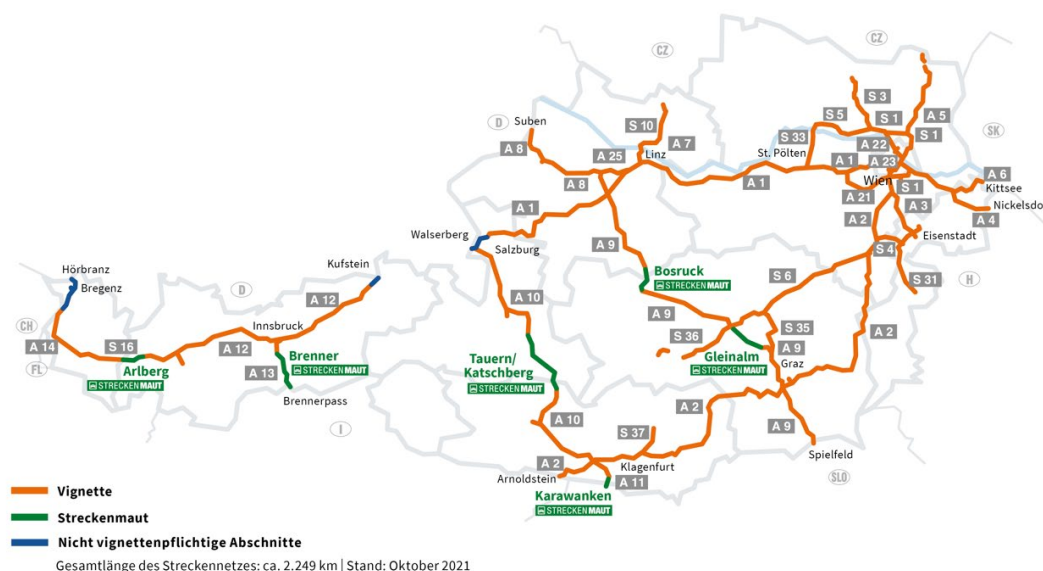 CZ
CZ
S 3
A 5
Suben
D
S 10
S 5
S 1
S 33
S 1
SK
A 8
A 25
Linz
A 7
St. Pölten
A 22
A 1
A 23
A 8
A 1
Wien
A 6
Kittsee
A 21
S 1
A 3
A 1
A 2
A 4
Nickelsdo
Walserberg
Salzburg
A 9
Eisenstadt
S 4
Hörbranz
Bregenz
D
Kufstein
Bosruck
STRECKENMAUT
S 6
S 31
H
A 12
A 10
A 9
CH
Innsbruck
S 35
A 2
A 14
S 16
A 12
S 36
A 9
FL
Arlberg
STRECKENMAUT
Brenner
STRECKENMAUT
A 13
Tauern/
Katschberg
STRECKENMAUT
Gleinalm
STRECKENMAUT
Graz
Brennerpass
A 10
A 2
I
S 37
A 9
A 2
Klagenfurt
Spielfeld
Arnoldstein
A 11
SLO
Karawanken
STRECKENMAUT
Vignette
Streckenmaut
Nicht vignettenpflichtige Abschnitte
Gesamtlänge des Streckennetzes: ca. 2.249 km | Stand: Oktober 2021